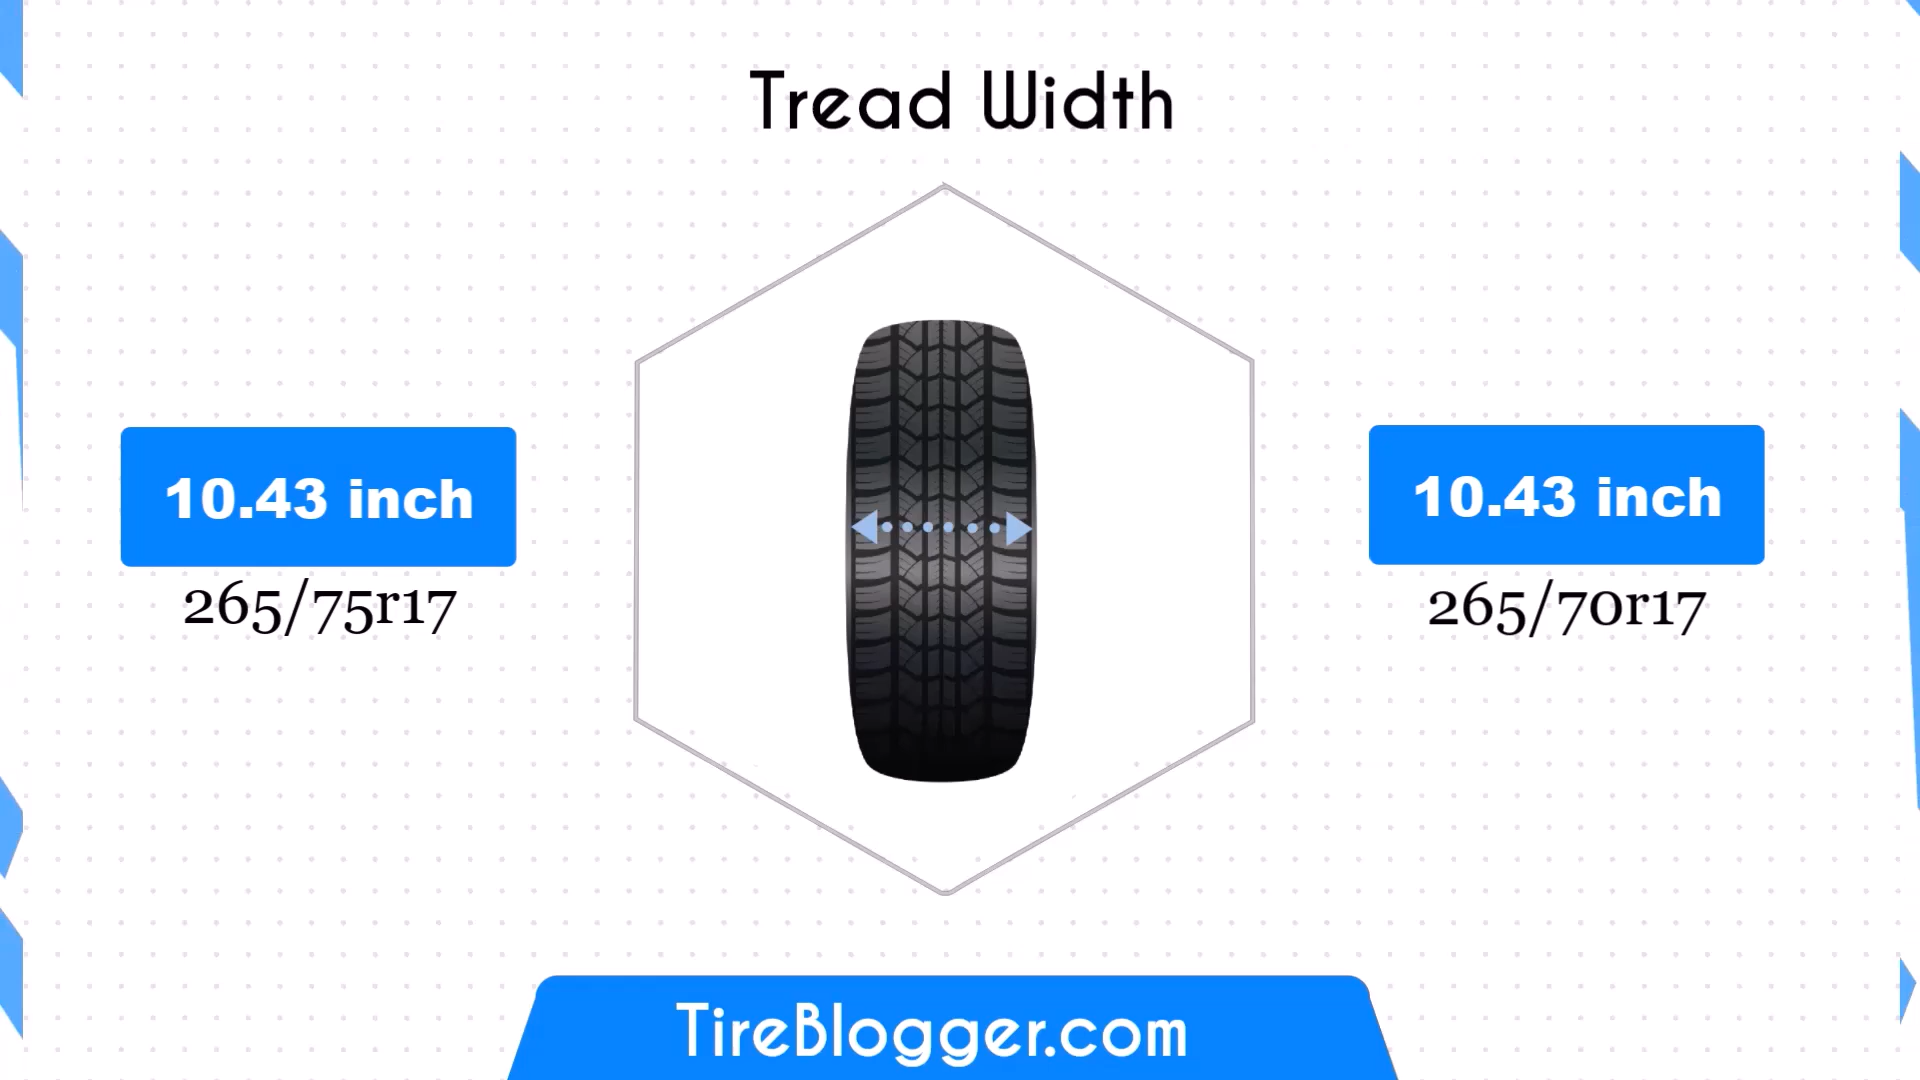 Tread Width
10.43 inch
265/75r17
10.43 inch
265/70r17
TireBlogger.com